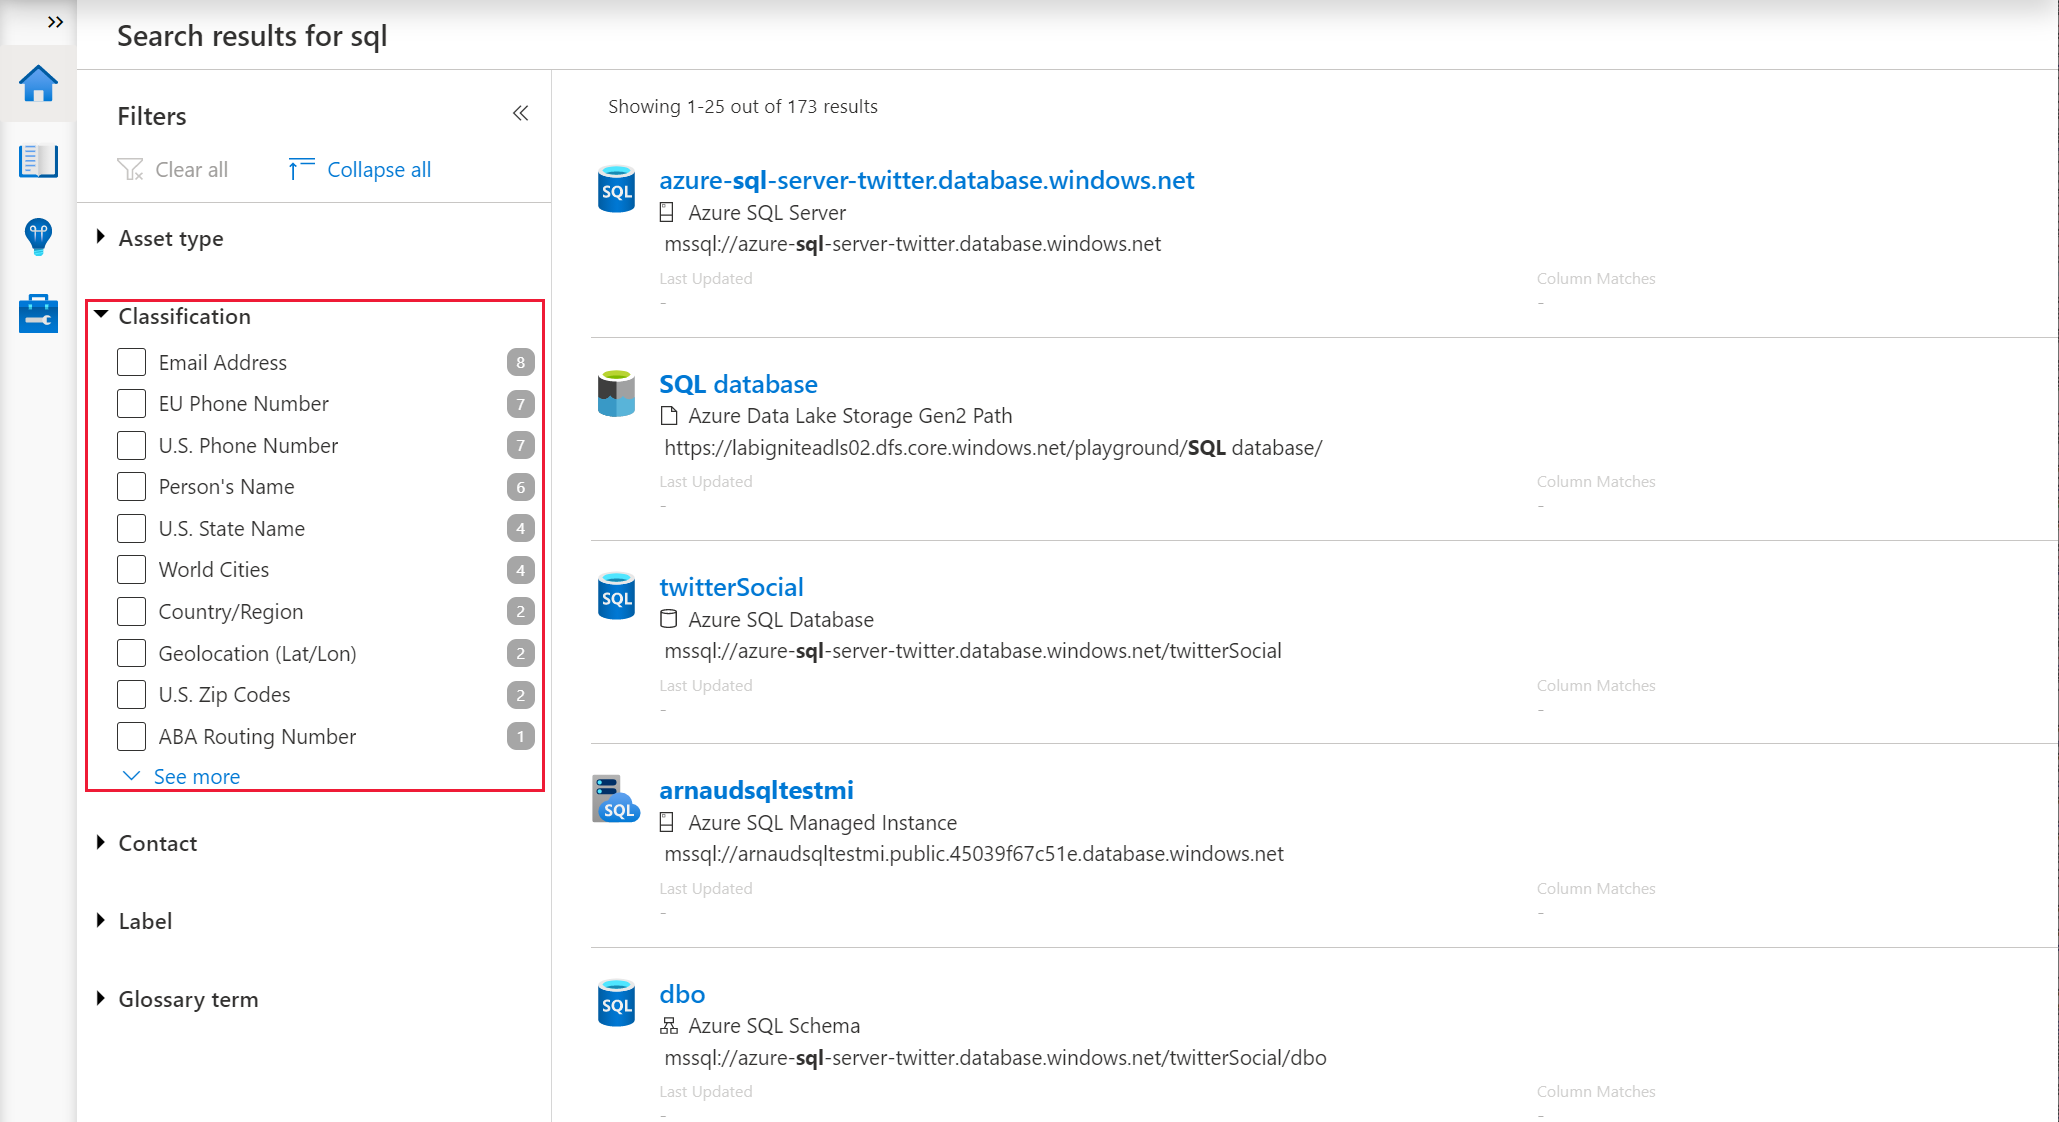 Search results for sql
Filters
Clear all
Collapse all
Asset type
Classification
Email Address 8
EU Phone Number 7
U.S. Phone Number 7
Person's Name 6
U.S. State Name 4
World Cities 4
Country/Region 2
Geolocation (Lat/Lon) 2
U.S. Zip Codes 2
ABA Routing Number 1
See more
Contact
Label
Glossary term
Showing 1-25 out of 173 results
SQL
azure-sql-server-twitter.database.windows.net
Azure SQL Server
mssql://azure-sql-server-twitter.database.windows.net
Last Updated Column Matches
- -
SQL database
Azure Data Lake Storage Gen2 Path
https://labigniteadls02.dfs.core.windows.net/playground/SQL database/
Last Updated Column Matches
- -
SQL
twitterSocial
Azure SQL Database
mssql://azure-sql-server-twitter.database.windows.net/twitterSocial
Last Updated Column Matches
- -
SQL
arnaudsqltestmi
Azure SQL Managed Instance
mssql://arnaudsqltestmi.public.45039f67c51e.database.windows.net
Last Updated Column Matches
- -
SQL
dbo
Azure SQL Schema
mssql://azure-sql-server-twitter.database.windows.net/twitterSocial/dbo
Last Updated Column Matches
- -